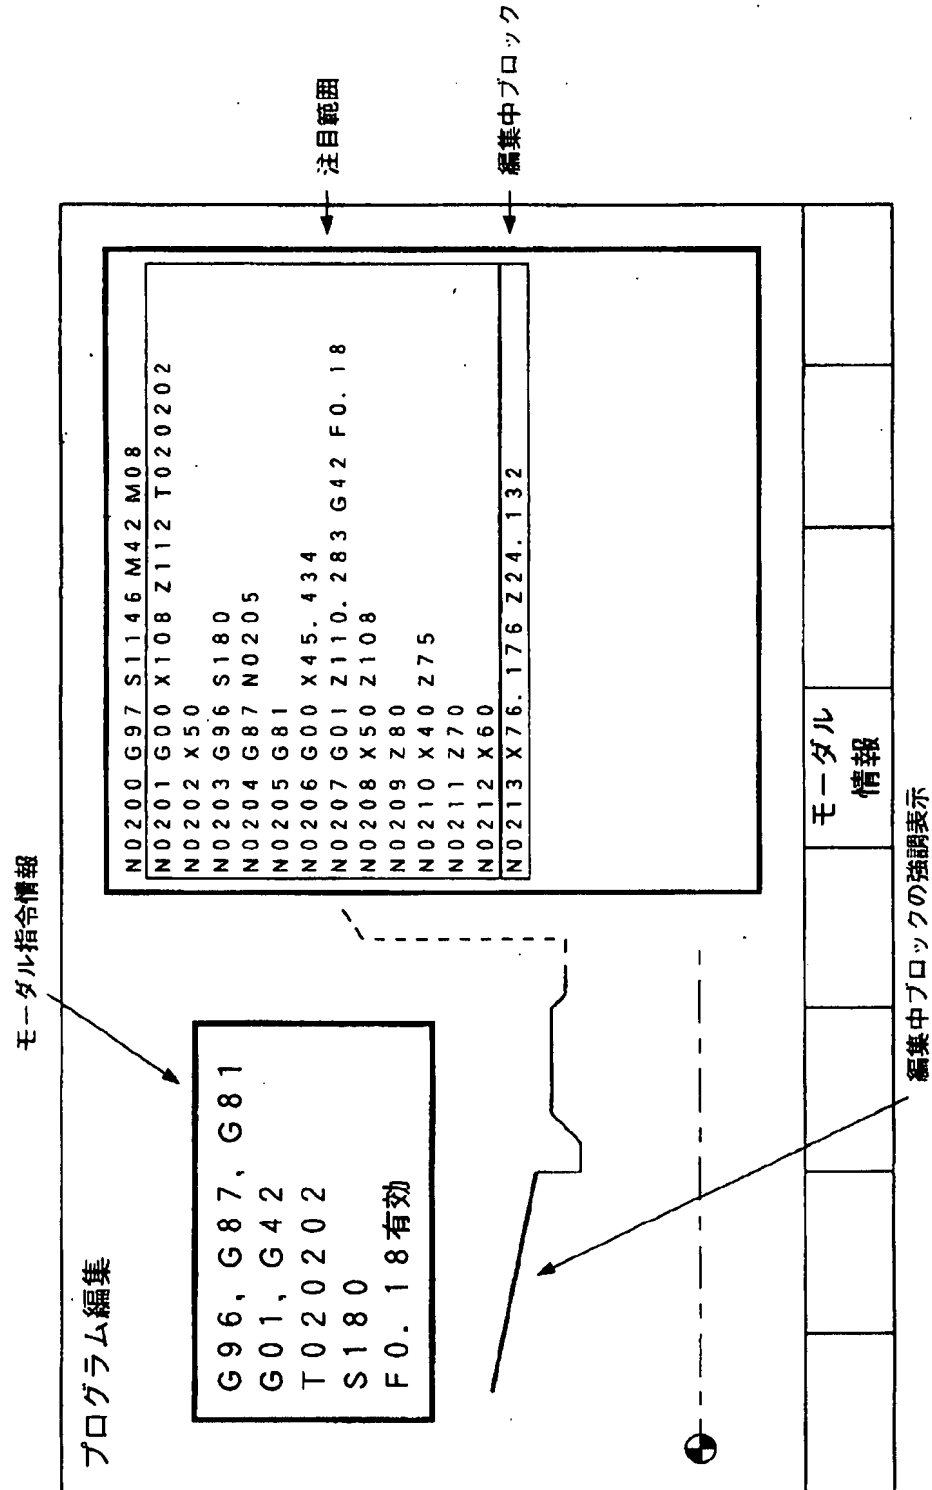 プログラム編集
モーダル指令情報
G96, G87, G81
G01, G42
T020202
S180
F0.18有効
N0200 G97 S1146 M42 M08
N0201 G00 X108 Z112 T020202
N0202 X50
N0203 G96 S180
N0204 G87 N0205
N0205 G81
N0206 G00 X45.434
N0207 G01 Z110.283 G42 F0.18
N0208 X50 Z108
N0209 Z80
N0210 X40 Z75
N0211 Z70
N0212 X60
N0213 X76.176 Z24.132
注目範囲
編集中ブロック
モーダル
情報
編集中ブロックの強調表示